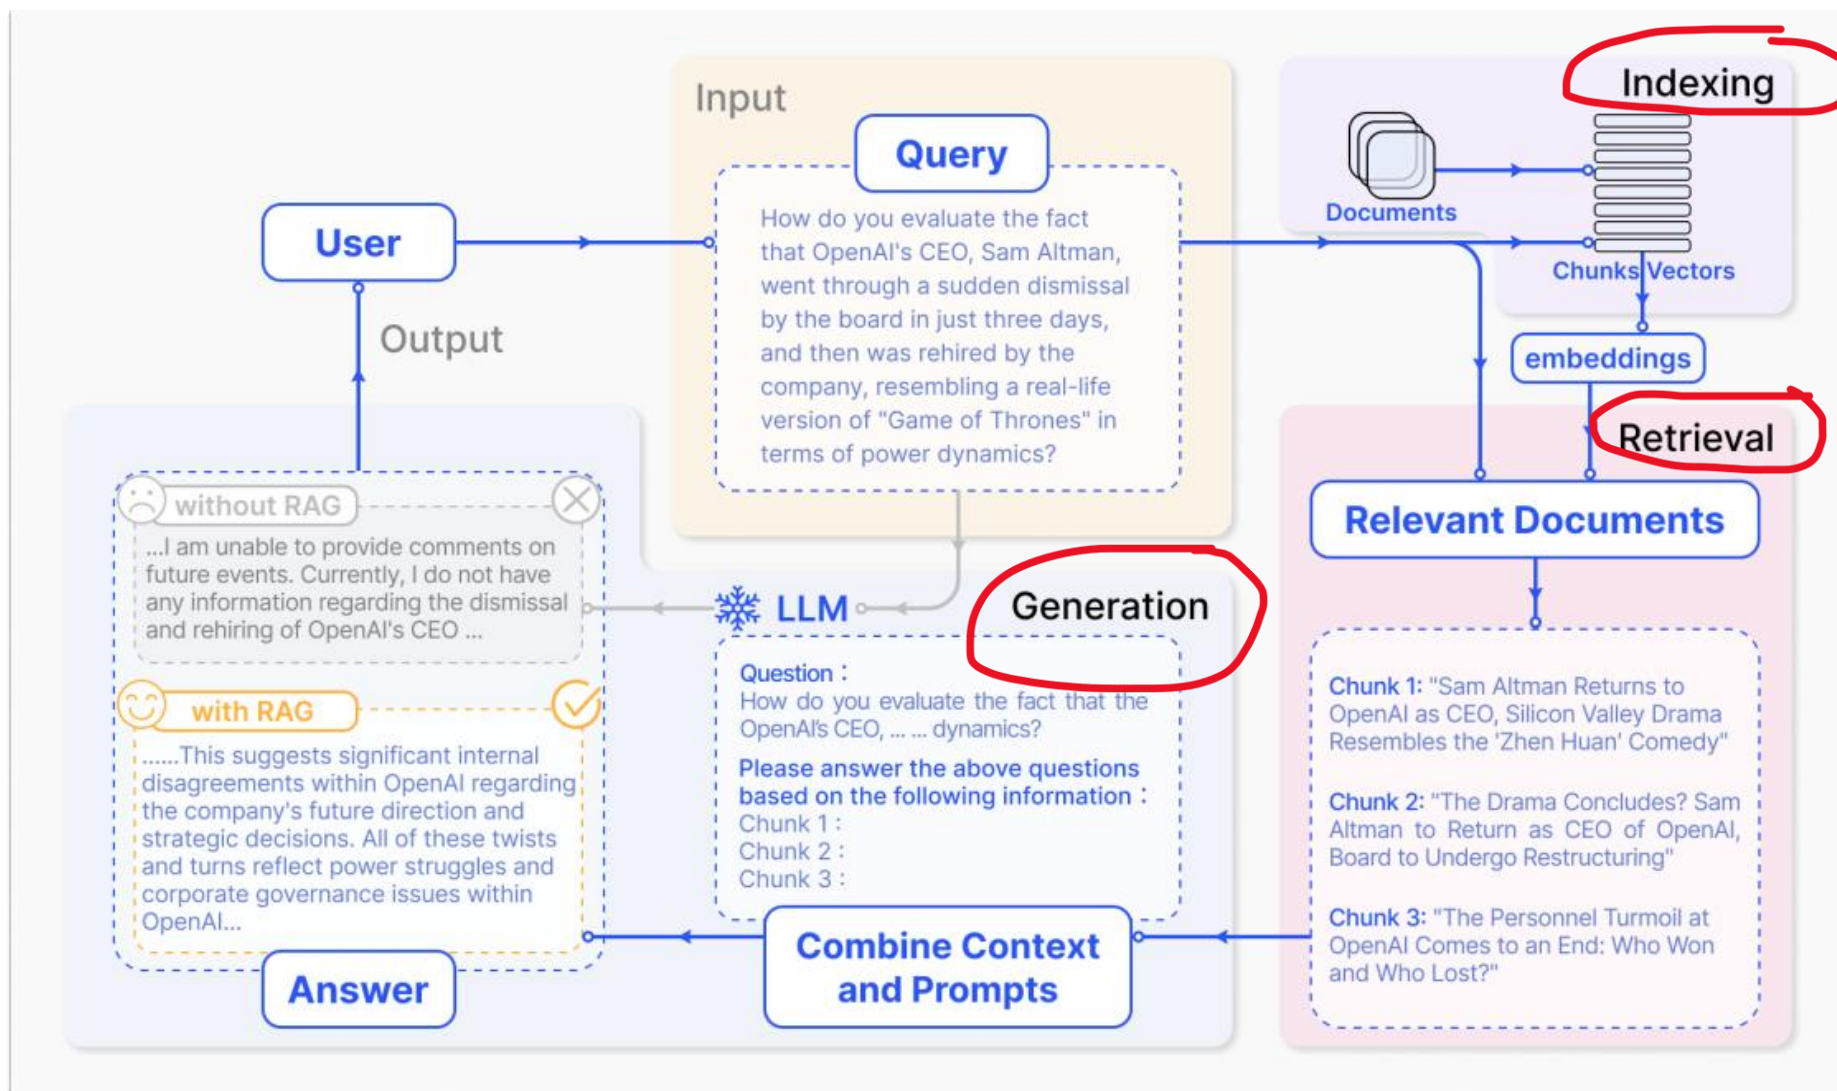 Input
Query
How do you evaluate the fact
that OpenAI's CEO, Sam Altman,
went through a sudden dismissal
by the board in just three days,
and then was rehired by the
company, resembling a real-life
version of "Game of Thrones" in
terms of power dynamics?
Indexing
Documents
Chunks Vectors
embeddings
User
Output
Retrieval
Relevant Documents
Chunk 1: "Sam Altman Returns to
OpenAI as CEO, Silicon Valley Drama
Resembles the 'Zhen Huan' Comedy"
Chunk 2: "The Drama Concludes? Sam
Altman to Return as CEO of OpenAI,
Board to Undergo Restructuring"
Chunk 3: "The Personnel Turmoil at
OpenAI Comes to an End: Who Won
and Who Lost?"
LLM
Generation
Question :
How do you evaluate the fact that the
OpenAI's CEO, ... ... dynamics?
Please answer the above questions
based on the following information :
Chunk 1 :
Chunk 2 :
Chunk 3 :
Combine Context
and Prompts
without RAG
...I am unable to provide comments on
future events. Currently, I do not have
any information regarding the dismissal
and rehiring of OpenAI's CEO ...
with RAG
......This suggests significant internal
disagreements within OpenAI regarding
the company's future direction and
strategic decisions. All of these twists
and turns reflect power struggles and
corporate governance issues within
OpenAI...
Answer